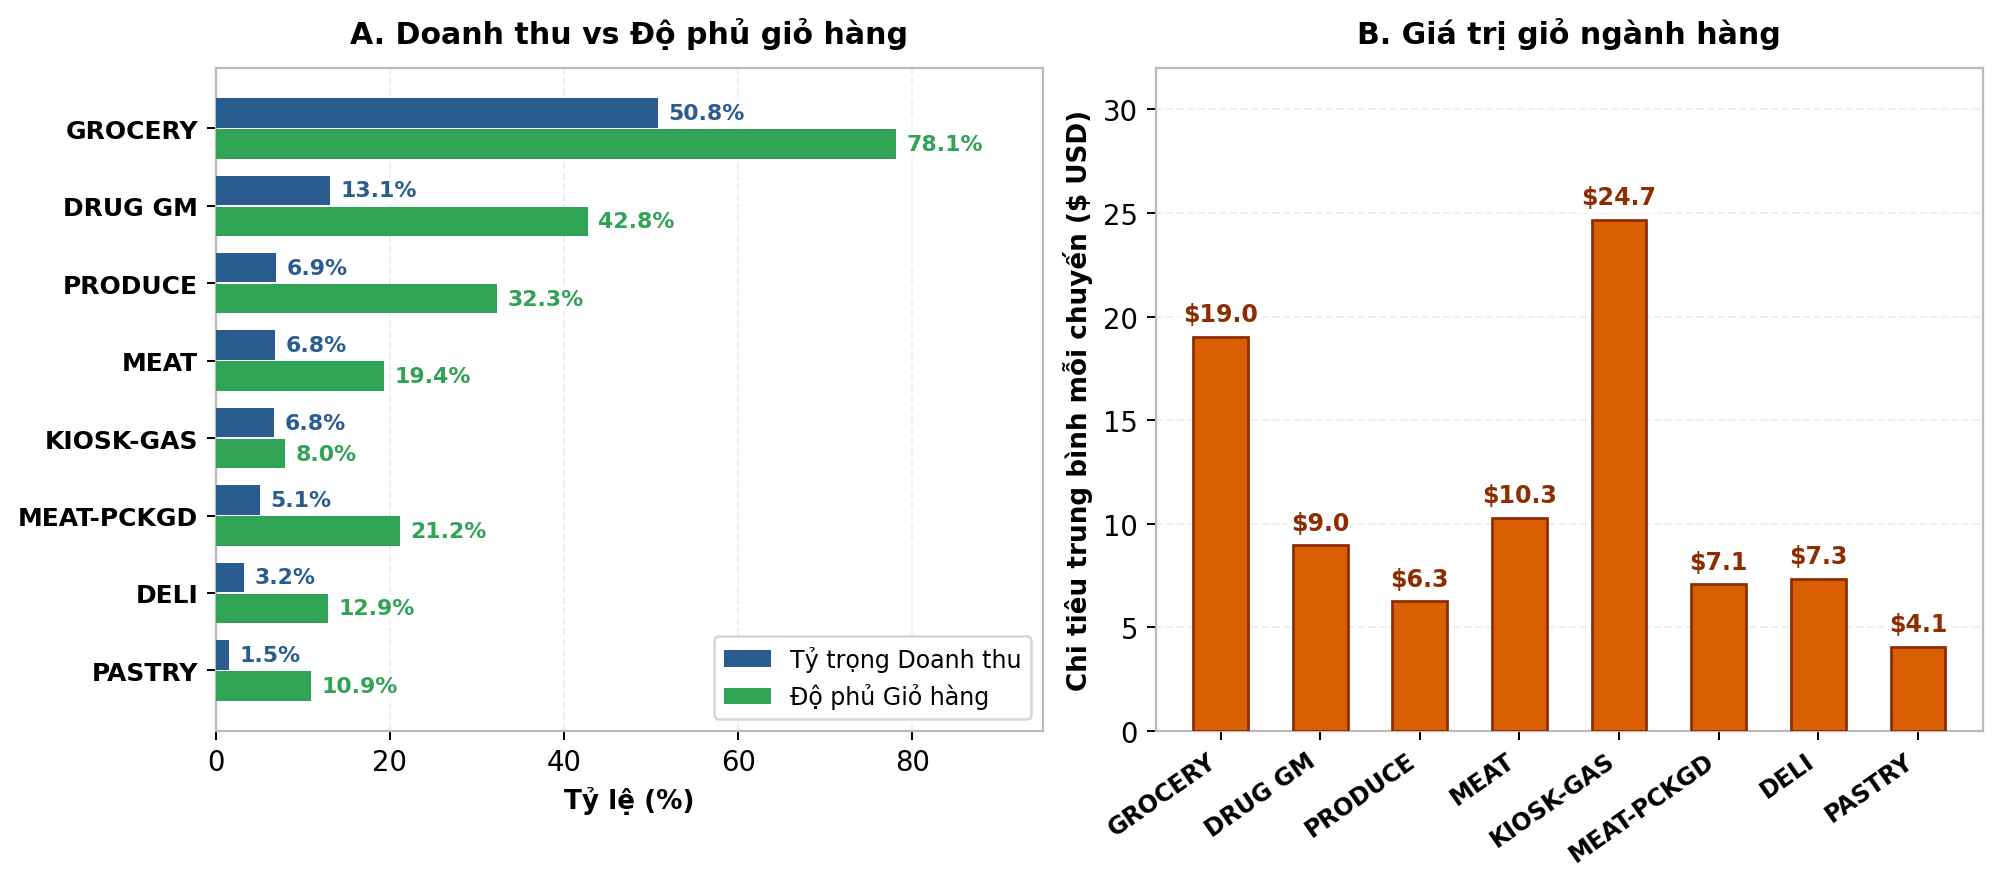 A. Doanh thu vs Độ phủ giỏ hàng
GROCERY
50.8%
78.1%
DRUG GM
13.1%
42.8%
PRODUCE
6.9%
32.3%
MEAT
6.8%
19.4%
KIOSK-GAS
6.8%
8.0%
MEAT-PCKGD
5.1%
21.2%
DELI
3.2%
12.9%
PASTRY
1.5%
10.9%
Tỷ trọng Doanh thu
Độ phủ Giỏ hàng
0 20 40 60 80
Tỷ lệ (%)
B. Giá trị giỏ ngành hàng
Chi tiêu trung bình mỗi chuyến ($ USD)
30
25
20
15
10
5
0
$19.0
$9.0
$6.3
$10.3
$24.7
$7.1
$7.3
$4.1
GROCERY
DRUG GM
PRODUCE
MEAT
KIOSK-GAS
MEAT-PCKGD
DELI
PASTRY